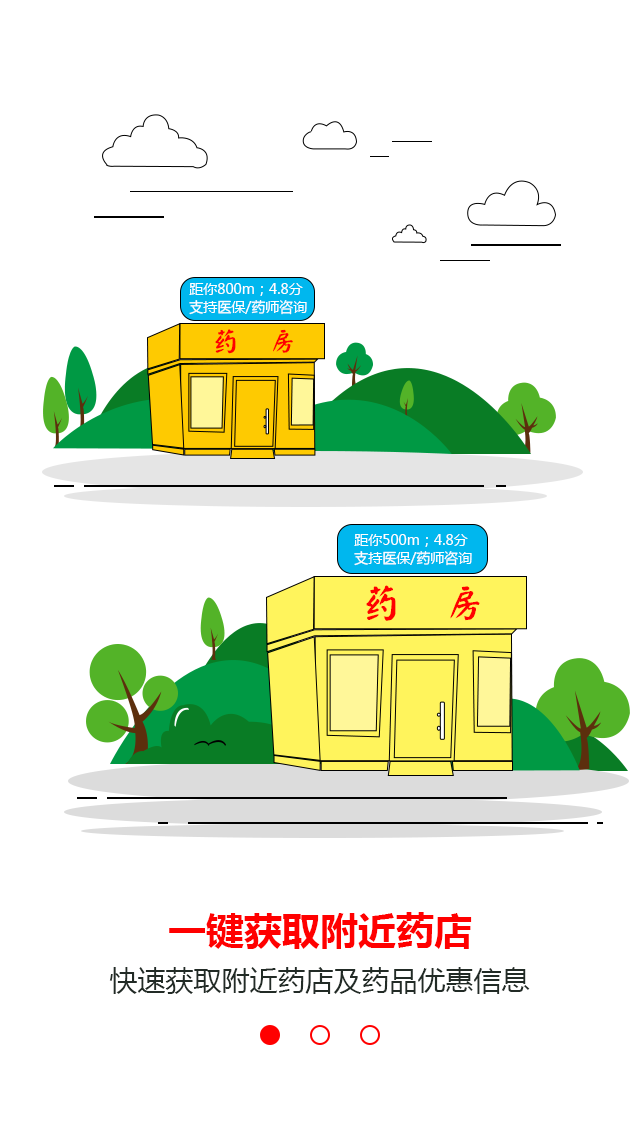 距你800m；4.8分
支持医保/药师咨询
药 房
距你500m；4.8分
支持医保/药师咨询
药 房
一键获取附近药店
快速获取附近药店及药品优惠信息